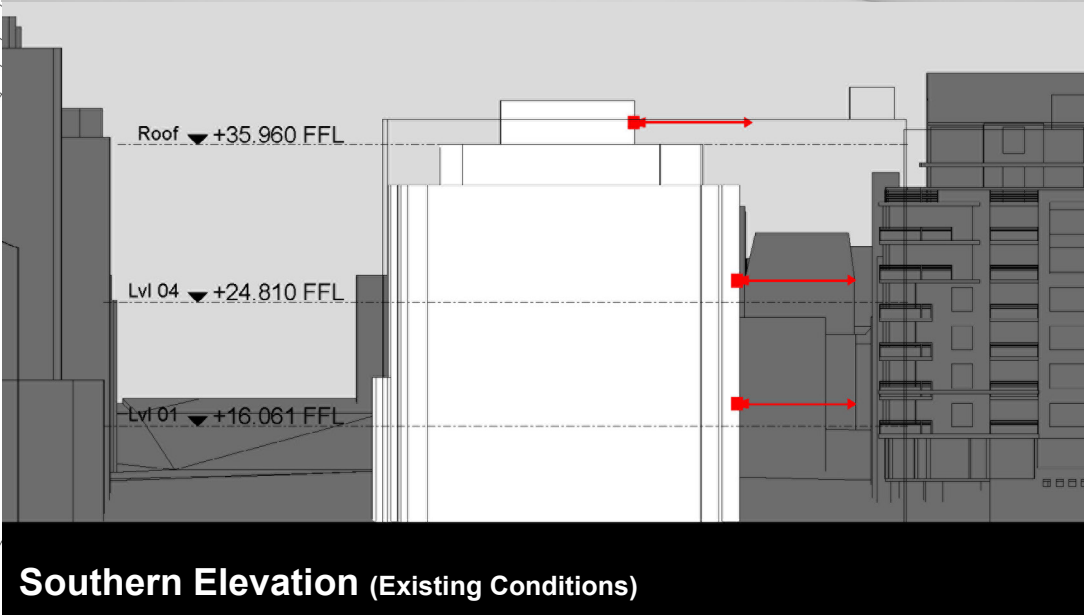 Roof +35.960 FFL
Lvl 04 +24.810 FFL
Lvl 01 +16.061 FFL
Southern Elevation (Existing Conditions)